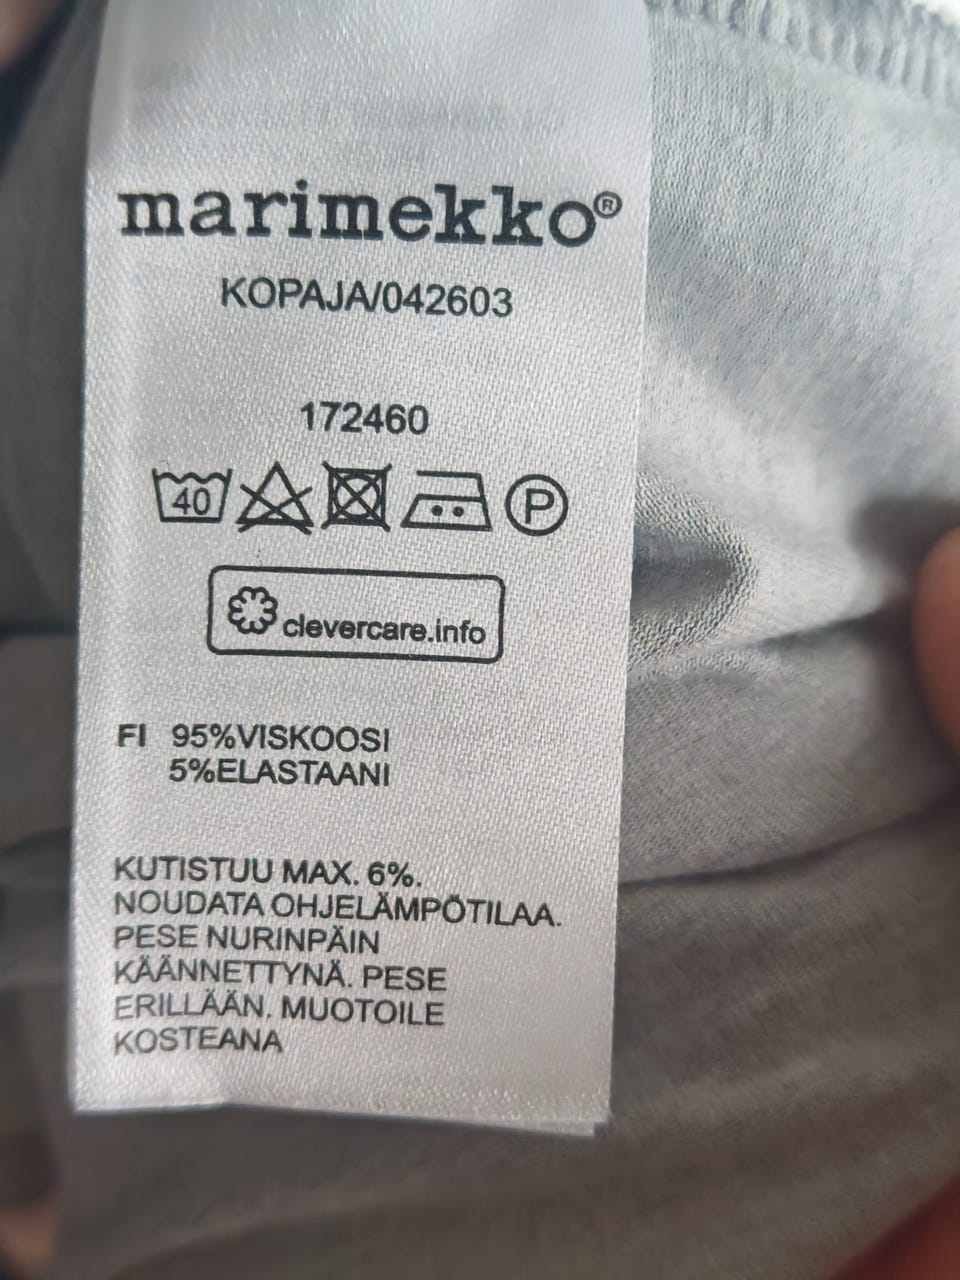 marimekko®
KOPAJA/042603
172460
40 P
clevercare.info
FI 95%VISKOOSI
5%ELASTAANI
KUTISTUU MAX. 6%.
NOUDATA OHJELÄMPÖTILAA.
PESE NURINPÄIN
KÄÄNNETTYNÄ. PESE
ERILLÄÄN. MUOTOILE
KOSTEANA